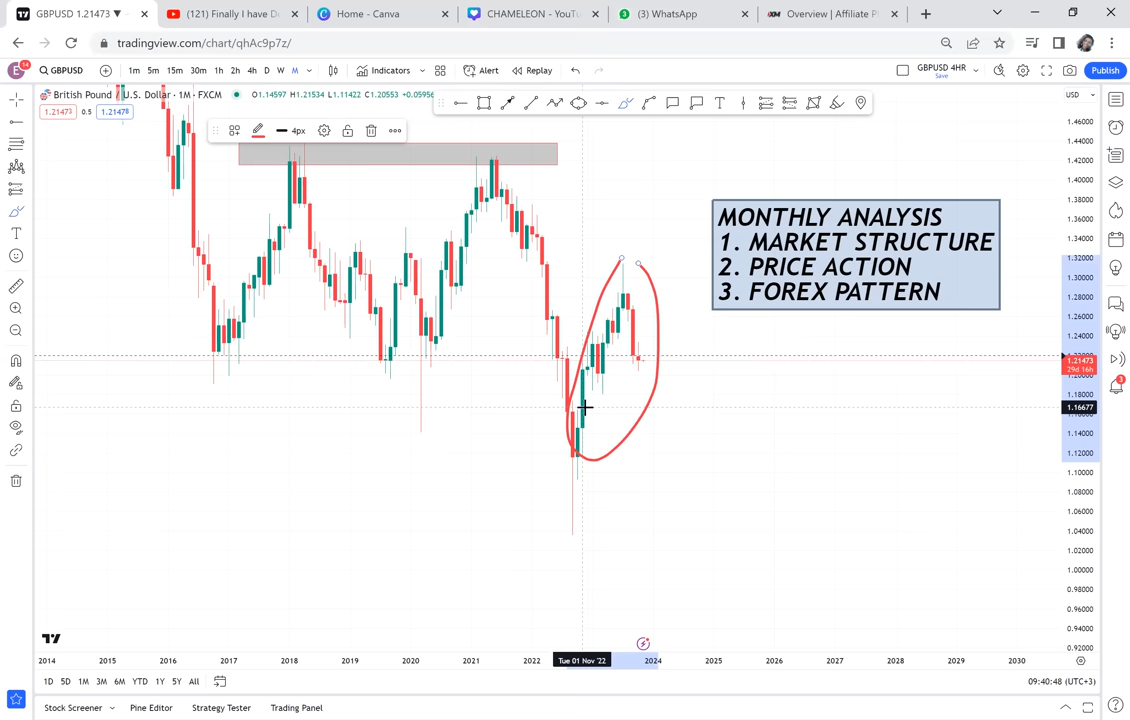 GBPUSD 1.21473 ▼
(121) Finally I have D
Home - Canva
CHAMELEON - YouT
(3) WhatsApp
Overview | Affiliate P
tradingview.com/chart/qhAc9p7z/
E
14
GBPUSD
1m 5m 15m 30m 1h 2h 4h D W M
Indicators
Alert
Replay
GBPUSD 4HR
Save
Publish
British Pound / U.S. Dollar · 1M · FXCM
O1.14597 H1.21534 L1.11422 C1.20553 +0.05956
USD
1.21473 0.5 1.21478
4px
MONTHLY ANALYSIS
1. MARKET STRUCTURE
2. PRICE ACTION
3. FOREX PATTERN
1.46000
1.44000
1.42000
1.40000
1.38000
1.36000
1.34000
1.32000
1.30000
1.28000
1.26000
1.24000
1.21473
29d 16h
1.18000
1.16677
1.14000
1.12000
1.10000
1.08000
1.06000
1.04000
1.02000
1.00000
0.98000
0.96000
0.94000
0.92000
3
2014 2015 2016 2017 2018 2019 2020 2021 2022 Tue 01 Nov '22 2024 2025 2026 2027 2028 2029 2030
1D 5D 1M 3M 6M YTD 1Y 5Y All
09:40:48 (UTC+3)
Stock Screener
Pine Editor
Strategy Tester
Trading Panel